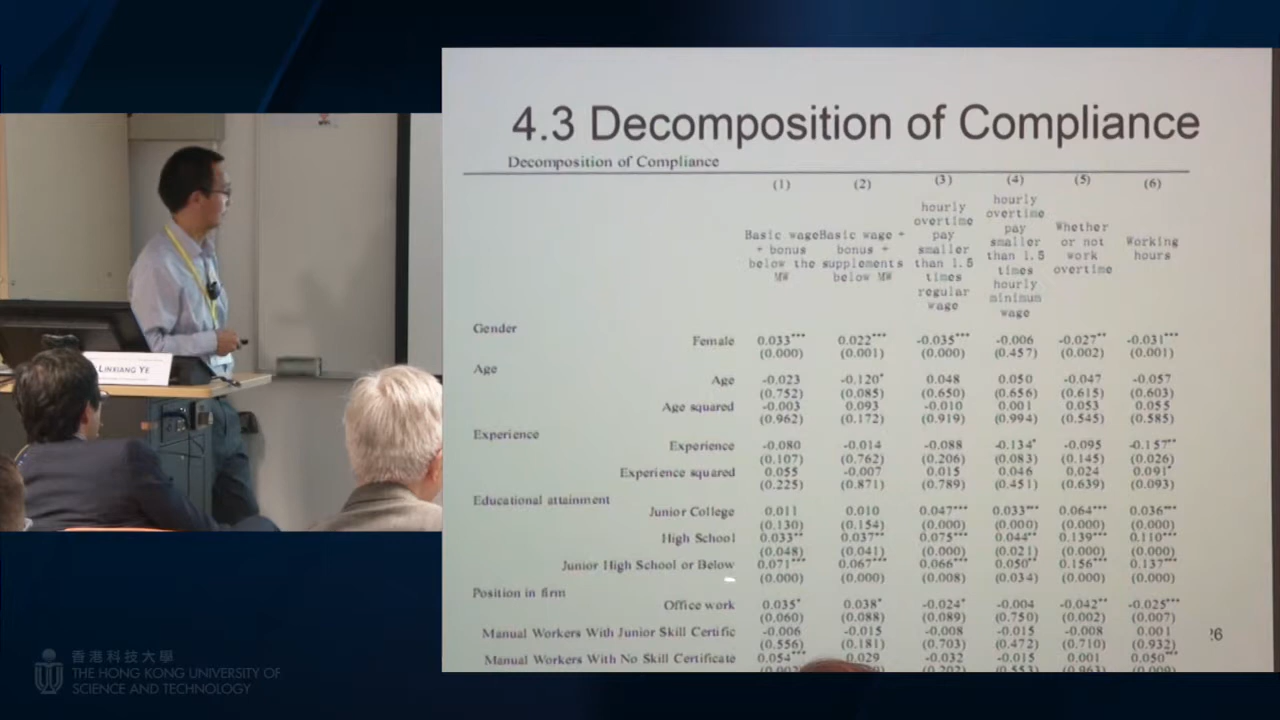 4.3 Decomposition of Compliance
Decomposition of Compliance
(1) (2) (3) (4) (5) (6)
Basic wage + bonus below the MW
Basic wage + bonus + supplements below MW
hourly overtime pay smaller than 1.5 times regular wage
hourly overtime pay smaller than 1.5 times hourly minimum wage
Whether or not work overtime
Working hours
Gender
Female 0.033*** 0.022*** -0.035*** -0.006 -0.027** -0.031***
(0.000) (0.001) (0.000) (0.457) (0.002) (0.001)
Age
Age -0.023 -0.120* 0.048 0.050 -0.047 -0.057
(0.752) (0.085) (0.650) (0.656) (0.615) (0.603)
Age squared -0.003 0.093 -0.010 0.001 0.053 0.055
(0.962) (0.172) (0.919) (0.994) (0.545) (0.585)
Experience
Experience -0.080 -0.014 -0.088 -0.134* -0.095 -0.157**
(0.107) (0.762) (0.206) (0.083) (0.145) (0.026)
Experience squared 0.055 -0.007 0.015 0.046 0.024 0.091*
(0.225) (0.871) (0.789) (0.451) (0.639) (0.093)
Educational attainment
Junior College 0.011 0.010 0.047*** 0.033*** 0.064*** 0.036***
(0.130) (0.154) (0.000) (0.000) (0.000) (0.000)
High School 0.033** 0.037** 0.075*** 0.044** 0.139*** 0.110***
(0.048) (0.041) (0.000) (0.021) (0.000) (0.000)
Junior High School or Below 0.071*** 0.067*** 0.066*** 0.050** 0.156*** 0.137***
(0.000) (0.000) (0.008) (0.034) (0.000) (0.000)
Position in firm
Office work 0.035* 0.038* -0.024* -0.004 -0.042** -0.025***
(0.060) (0.088) (0.089) (0.750) (0.002) (0.007)
Manual Workers With Junior Skill Certific -0.006 -0.015 -0.008 -0.015 -0.008 0.001
(0.556) (0.181) (0.703) (0.472) (0.710) (0.932)
Manual Workers With No Skill Certificate 0.054*** 0.029 -0.032 -0.015 0.001 0.050***
LINXIANG YE
香港科技大學
THE HONG KONG UNIVERSITY OF
SCIENCE AND TECHNOLOGY